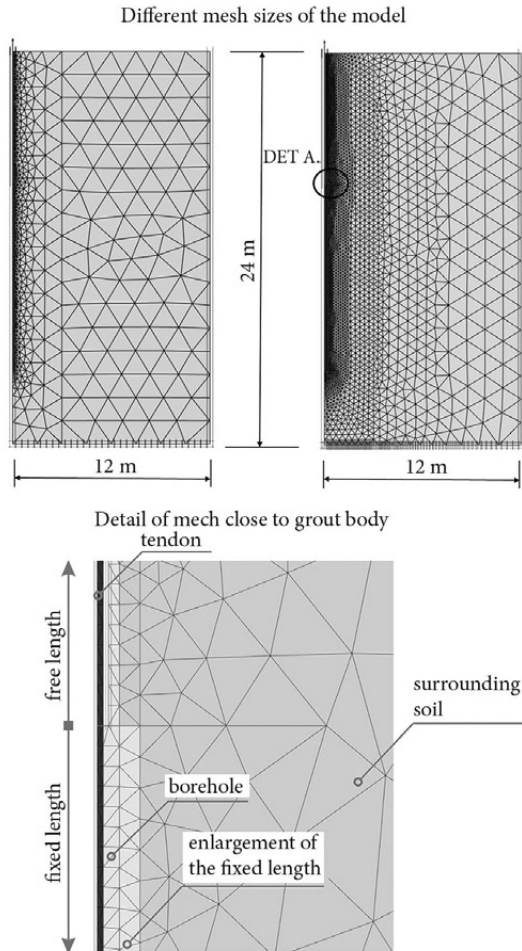 Different mesh sizes of the model
DET A.
24 m
12 m
12 m
Detail of mech close to grout body
tendon
free length
fixed length
surrounding
soil
borehole
enlargement of
the fixed length